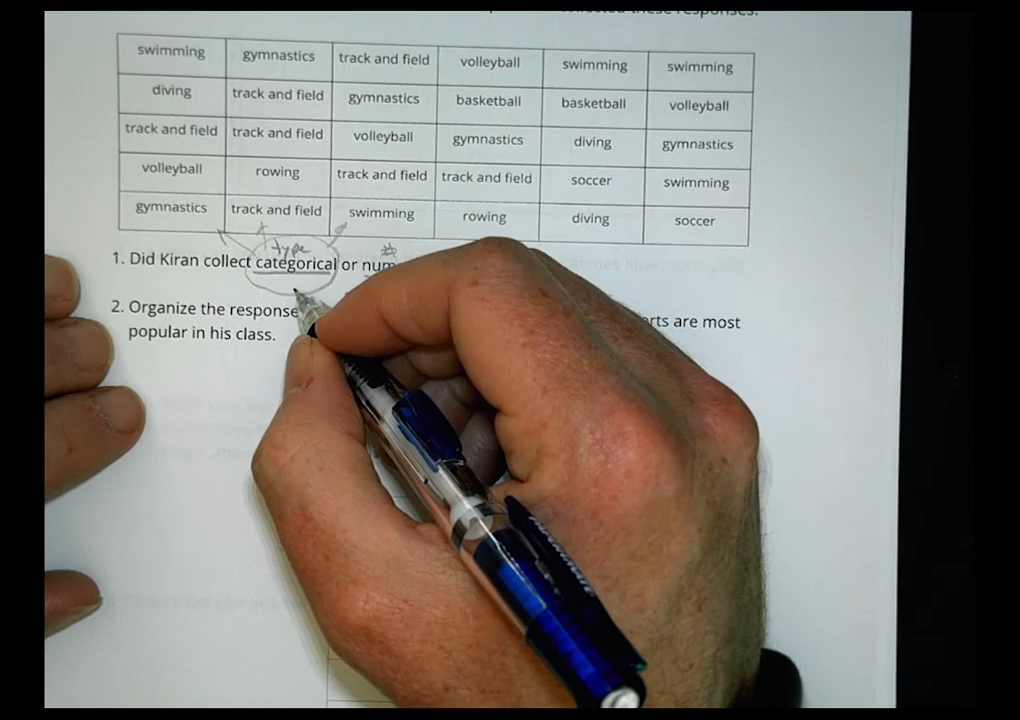 responses.
swimming gymnastics track and field volleyball swimming swimming
diving track and field gymnastics basketball basketball volleyball
track and field track and field volleyball gymnastics diving gymnastics
volleyball rowing track and field track and field soccer swimming
gymnastics track and field swimming rowing diving soccer
type #
1. Did Kiran collect categorical or num
2. Organize the response rts are most
popular in his class.